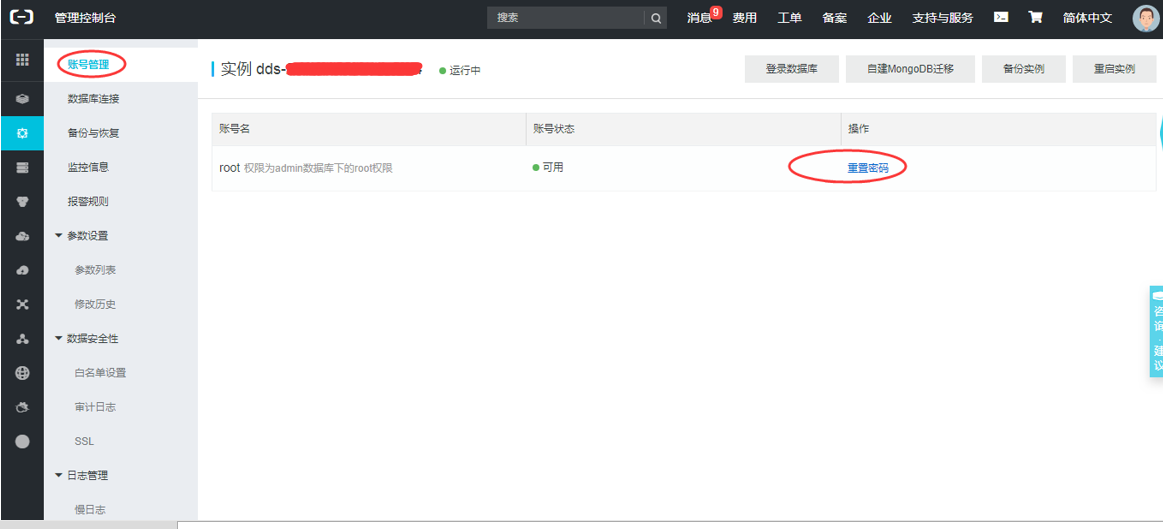 管理控制台
搜索
消息 9 费用 工单 备案 企业 支持与服务 简体中文
账号管理
数据库连接
备份与恢复
监控信息
报警规则
参数设置
参数列表
修改历史
数据安全性
白名单设置
审计日志
SSL
日志管理
慢日志
实例 dds- 运行中
登录数据库 自建MongoDB迁移 备份实例 重启实例
账号名 账号状态 操作
root 权限为admin数据库下的root权限 可用 重置密码
咨询·建议